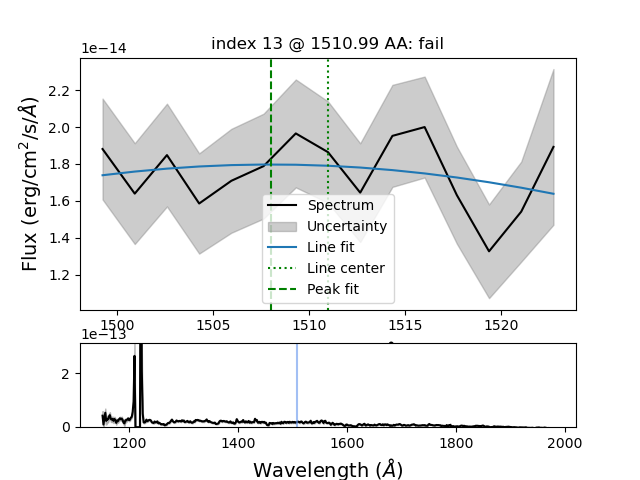 index 13 @ 1510.99 AA: fail
1e−14
2.2
2.0
1.8
1.6
1.4
1.2
Flux (erg/cm²/s/Å)
Spectrum
Uncertainty
Line fit
Line center
Peak fit
1500 1505 1510 1515 1520
1e−13
2
0
1200 1400 1600 1800 2000
Wavelength (Å)